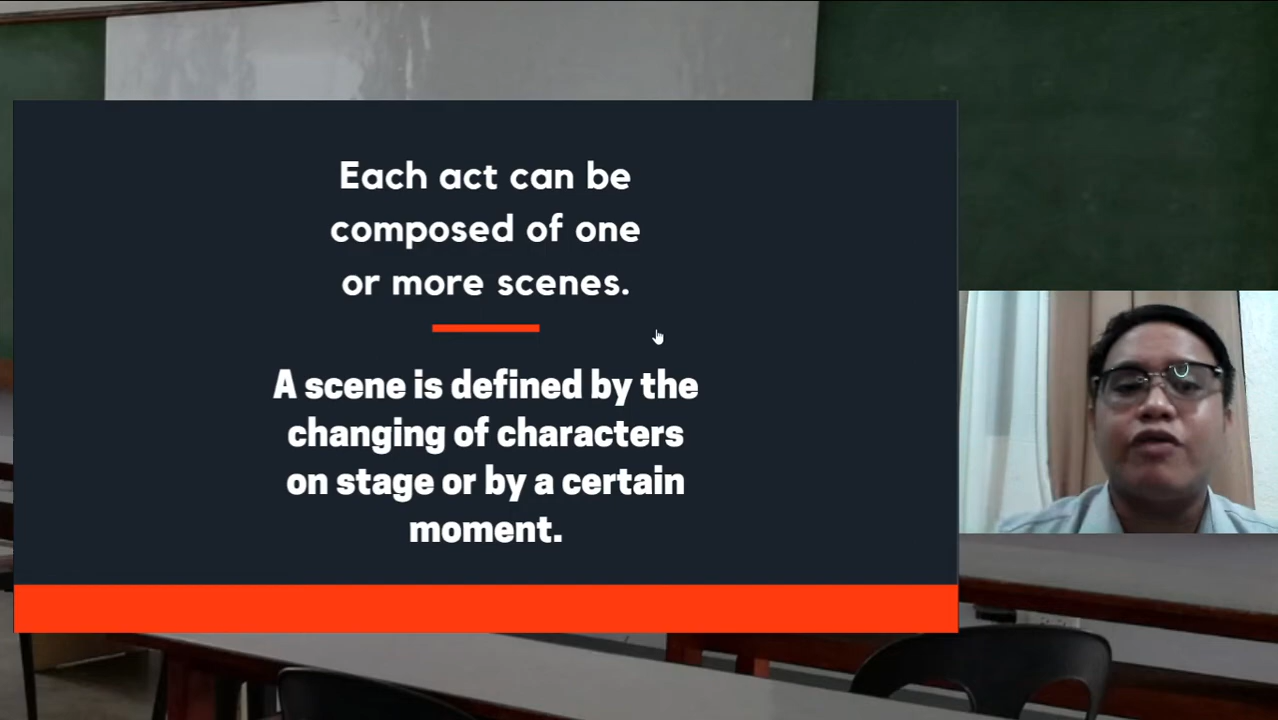 Each act can be
composed of one
or more scenes.
A scene is defined by the
changing of characters
on stage or by a certain
moment.